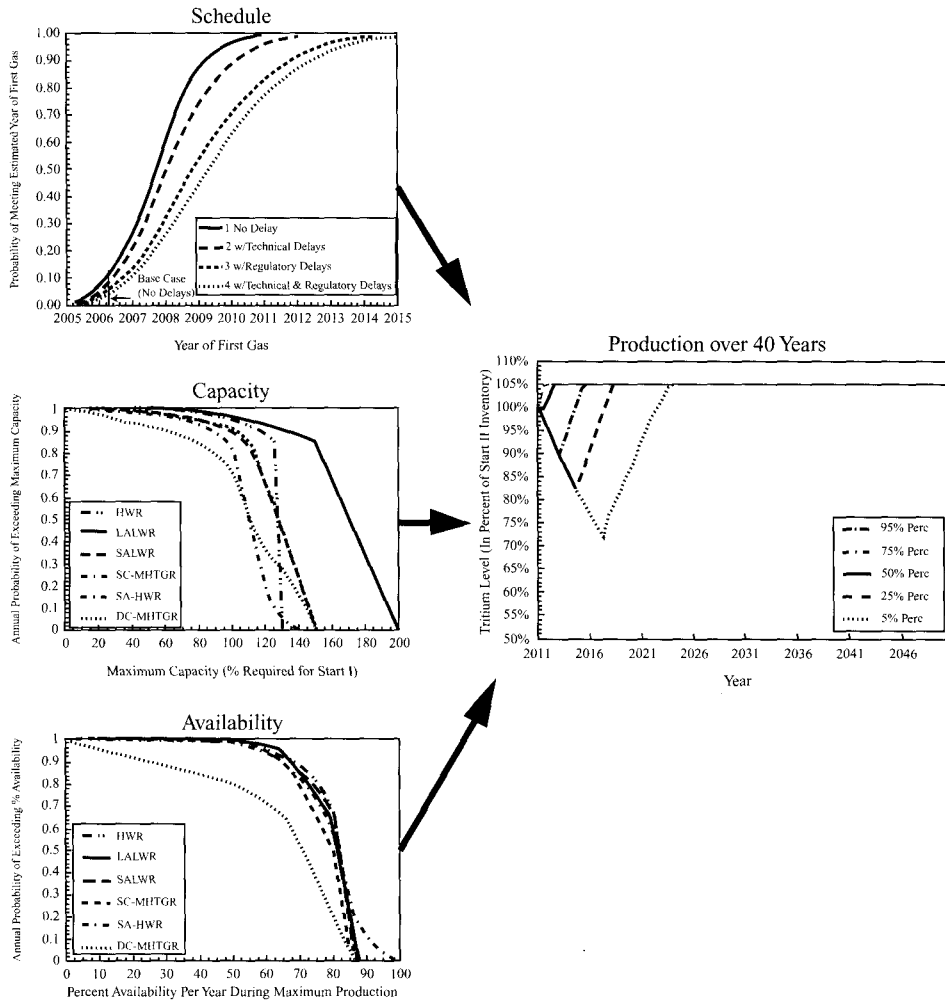 Schedule
Probability of Meeting Estimated Year of First Gas
1.00
0.90
0.80
0.70
0.60
0.50
0.40
0.30
0.20
0.10
0.00
1 No Delay
2 w/Technical Delays
3 w/Regulatory Delays
4 w/Technical & Regulatory Delays
Base Case
(No Delays)
2005 2006 2007 2008 2009 2010 2011 2012 2013 2014 2015
Year of First Gas
Capacity
Annual Probability of Exceeding Maximum Capacity
1
0.9
0.8
0.7
0.6
0.5
0.4
0.3
0.2
0.1
0
HWR
LALWR
SALWR
SC-MHTGR
SA-HWR
DC-MHTGR
0 20 40 60 80 100 120 140 160 180 200
Maximum Capacity (% Required for Start I)
Availability
Annual Probability of Exceeding % Availability
1
0.9
0.8
0.7
0.6
0.5
0.4
0.3
0.2
0.1
0
HWR
LALWR
SALWR
SC-MHTGR
SA-HWR
DC-MHTGR
0 10 20 30 40 50 60 70 80 90 100
Percent Availability Per Year During Maximum Production
Production over 40 Years
Tritium Level (In Percent of Start II Inventory)
110%
105%
100%
95%
90%
85%
80%
75%
70%
65%
60%
55%
50%
95% Perc
75% Perc
50% Perc
25% Perc
5% Perc
2011 2016 2021 2026 2031 2036 2041 2046
Year